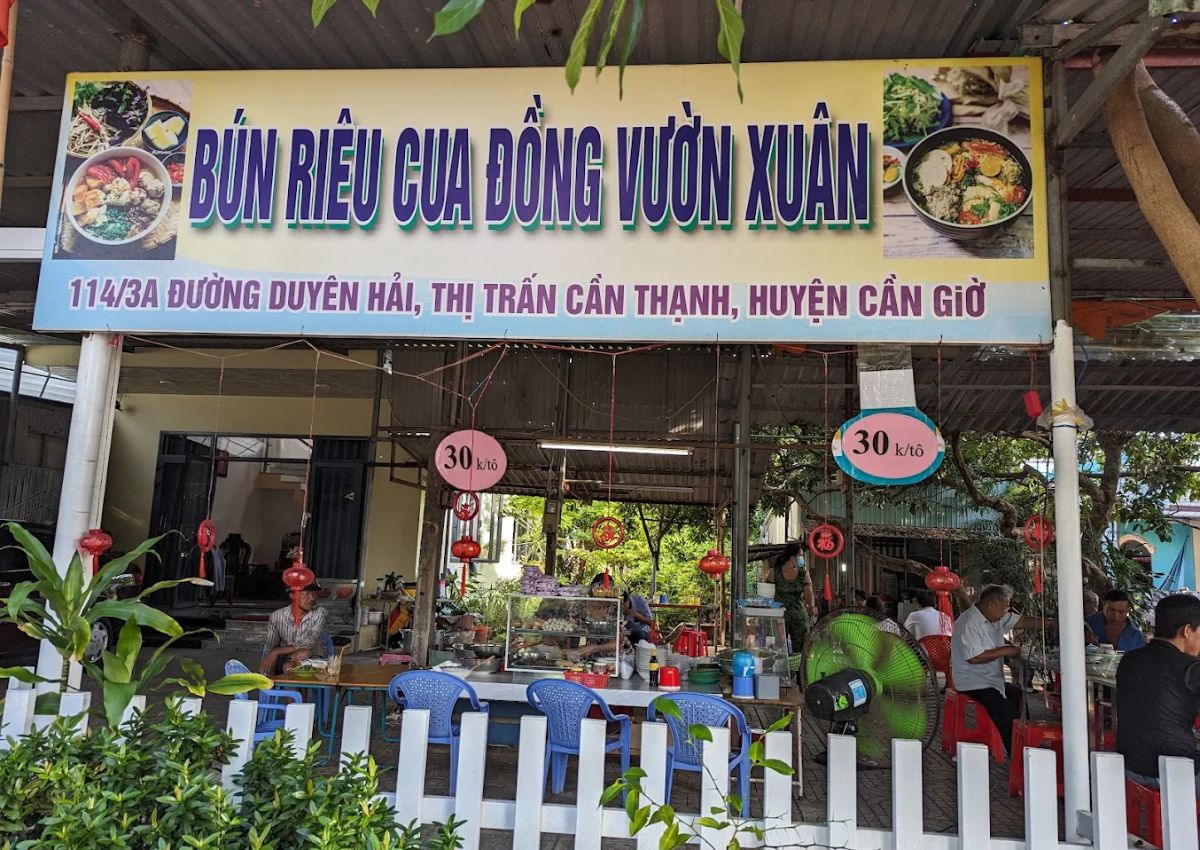 BÚN RIÊU CUA ĐỒNG VƯỜN XUÂN
114/3A ĐƯỜNG DUYÊN HẢI, THỊ TRẤN CẦN THẠNH, HUYỆN CẦN GiỜ
30 k/tô
30 k/tô